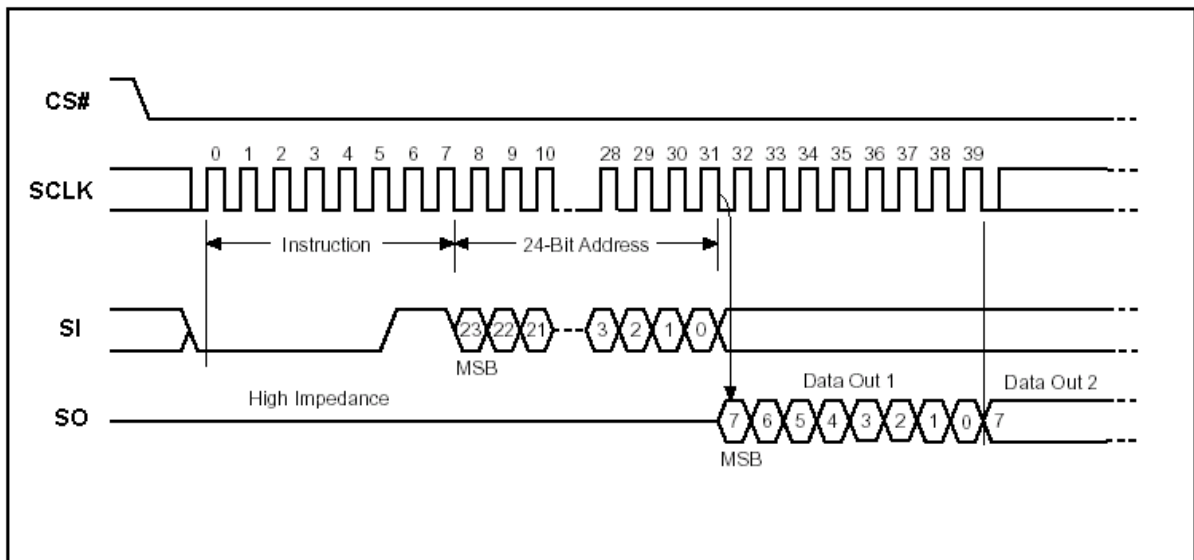 CS#
0 1 2 3 4 5 6 7 8 9 10 28 29 30 31 32 33 34 35 36 37 38 39
SCLK
Instruction 24-Bit Address
SI 23 22 21 3 2 1 0
MSB
High Impedance Data Out 1 Data Out 2
SO 7 6 5 4 3 2 1 0 7
MSB